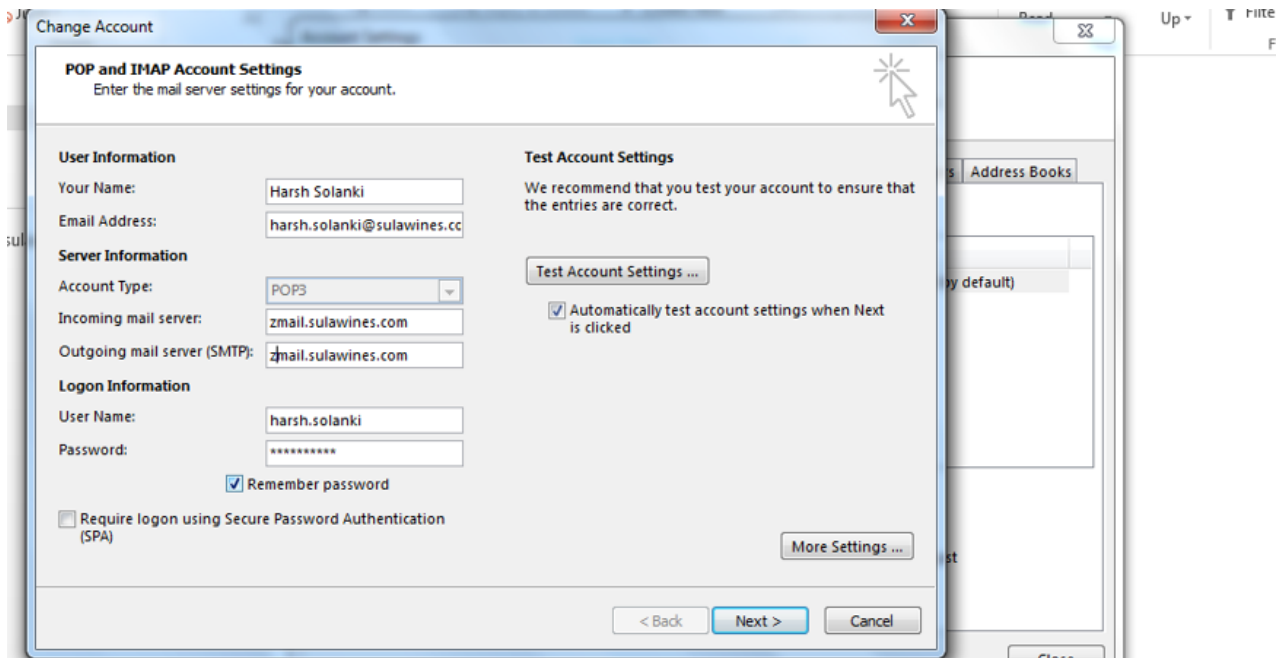 Change Account
Up
Filte
POP and IMAP Account Settings
Enter the mail server settings for your account.
User Information
Your Name:
Harsh Solanki
Email Address:
harsh.solanki@sulawines.cc
Server Information
Account Type:
POP3
Incoming mail server:
zmail.sulawines.com
Outgoing mail server (SMTP):
zmail.sulawines.com
Logon Information
User Name:
harsh.solanki
Password:
**********
Remember password
Require logon using Secure Password Authentication
(SPA)
Test Account Settings
We recommend that you test your account to ensure that
the entries are correct.
Test Account Settings ...
Automatically test account settings when Next
is clicked
More Settings ...
< Back
Next >
Cancel
s
Address Books
by default)
st